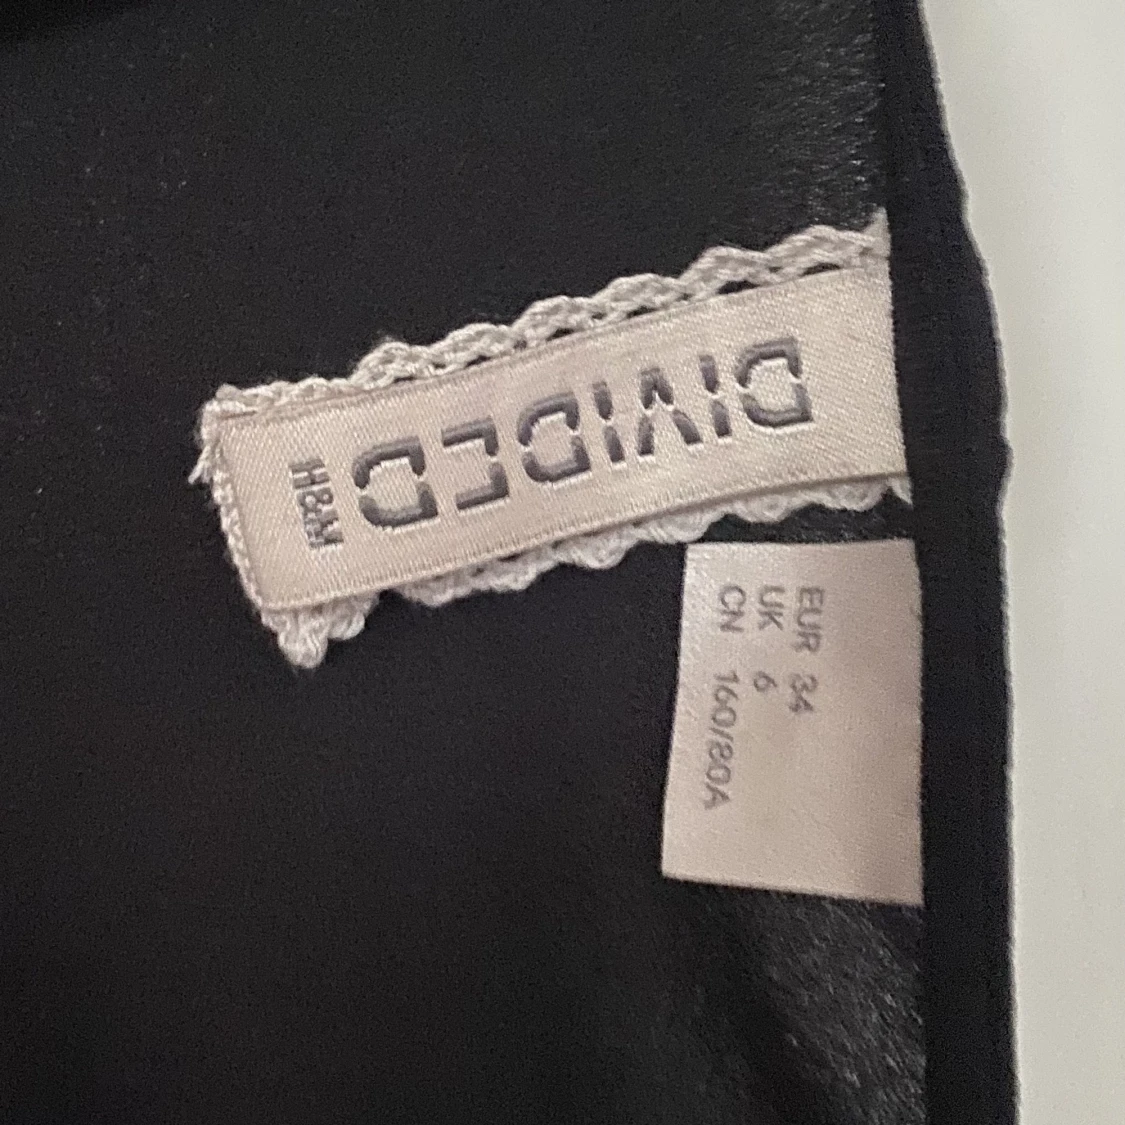 DIVIDED
H&M
EUR 34
UK 6
CN 160/80A